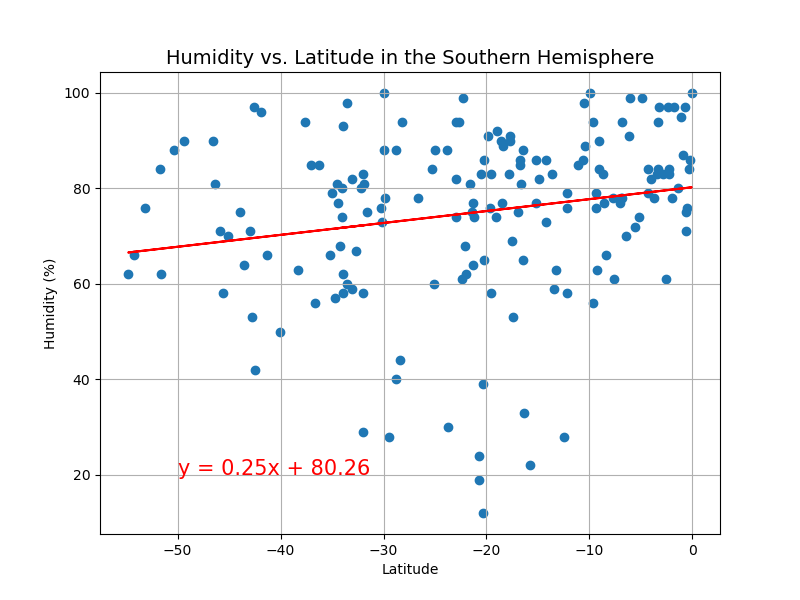 Humidity vs. Latitude in the Southern Hemisphere
100
80
60
40
20
Humidity (%)
y = 0.25x + 80.26
−50 −40 −30 −20 −10 0
Latitude